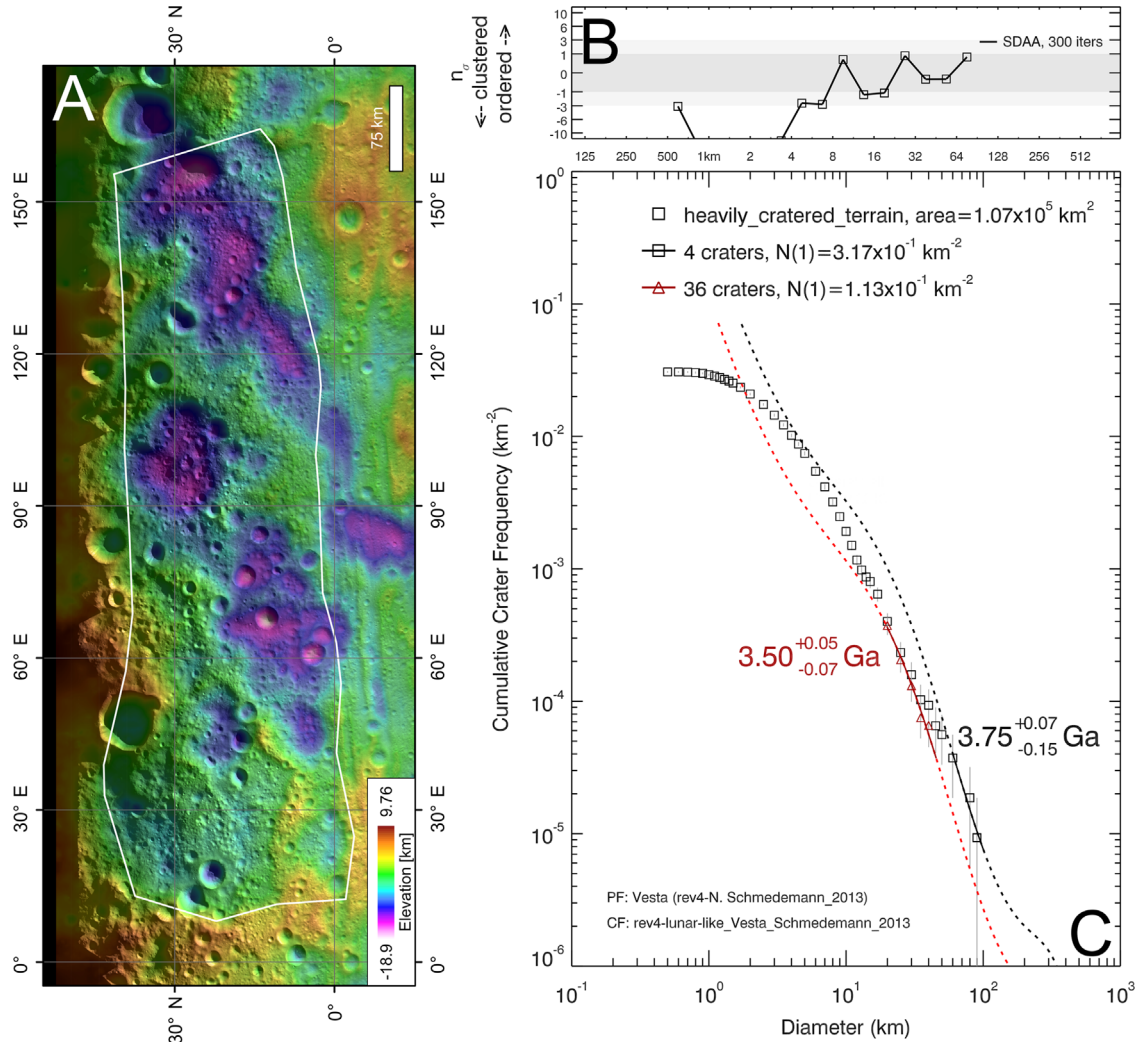 A
30° N
0°
150° E
120° E
90° E
60° E
30° E
0°
150° E
120° E
90° E
60° E
30° E
0°
30° N
0°
75 km
-18.9
9.76
Elevation [km]
B
nσ
<-- clustered
ordered -->
10
6
3
1
0
-1
-3
-6
-10
SDAA, 300 iters
125 250 500 1km 2 4 8 16 32 64 128 256 512
heavily_cratered_terrain, area=1.07x10⁵ km²
4 craters, N(1)=3.17x10⁻¹ km⁻²
36 craters, N(1)=1.13x10⁻¹ km⁻²
Cumulative Crater Frequency (km⁻²)
10⁰
10⁻¹
10⁻²
10⁻³
10⁻⁴
10⁻⁵
10⁻⁶
3.50 +0.05 -0.07 Ga
3.75 +0.07 -0.15 Ga
PF: Vesta (rev4-N. Schmedemann_2013)
CF: rev4-lunar-like_Vesta_Schmedemann_2013
C
10⁻¹ 10⁰ 10¹ 10² 10³
Diameter (km)